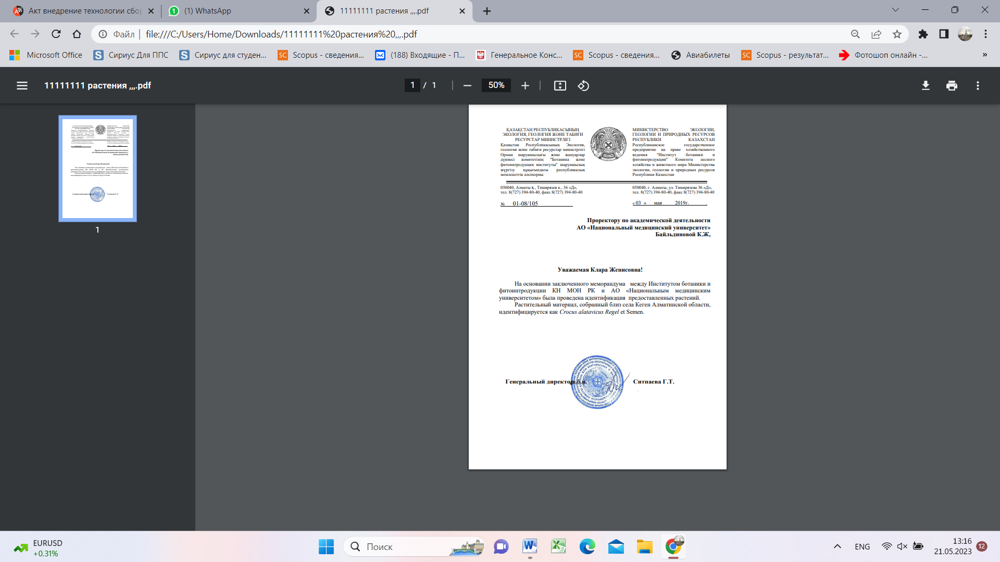 Акт внедрение технологии сбор
(1) WhatsApp
11111111 растения ,,,.pdf
Файл
file:///C:/Users/Home/Downloads/11111111%20растения%20,,,.pdf
Microsoft Office
Сириус Для ППС
Сириус для студен...
Scopus - сведения...
(188) Входящие - П...
Генеральное Конс...
Scopus - сведения...
Авиабилеты
Scopus - результат...
Фотошоп онлайн -...
»
11111111 растения ,,,.pdf
1 / 1
50%
1
ҚАЗАҚСТАН РЕСПУБЛИКАСЫНЫҢ
ЭКОЛОГИЯ, ГЕОЛОГИЯ ЖӘНЕ ТАБИҒИ
РЕСУРСТАР МИНИСТРЛІГІ
Қазақстан Республикасының Экология,
геология және табиғи ресурстар министрлігі
Орман шаруашылығы және жануарлар
дүниесі комитетінің "Ботаника және
фитоинтродукция институты" шаруашылық
жүргізу құқығындағы республикалық
мемлекеттік кәсіпорны
МИНИСТЕРСТВО ЭКОЛОГИИ,
ГЕОЛОГИИ И ПРИРОДНЫХ РЕСУРСОВ
РЕСПУБЛИКИ КАЗАХСТАН
Республиканское государственное
предприятие на праве хозяйственного
ведения "Институт ботаники и
фитоинтродукции" Комитета лесного
хозяйства и животного мира Министерства
экологии, геологии и природных ресурсов
Республики Казахстан
050040, Алматы қ., Тимирязев к., 36 «Д»,
тел. 8(727) 394-80-40, факс 8(727) 394-80-40
050040, г. Алматы, ул. Тимирязева 36 «Д»,
тел. 8(727) 394-80-40, факс 8(727) 394-80-40
№ 01-08/105
« 03 » мая 2019г.
Проректору по академической деятельности
АО «Национальный медицинский университет»
Байльдиновой К.Ж,
Уважаемая Клара Женисовна!
На основании заключенного меморандума между Институтом ботаники и
фитоинтродукции КН МОН РК и АО «Национальным медицинским
университетом» была проведена идентификация предоставленных растений.
Растительный материал, собранный близ села Кеген Алматинской области,
идентифицируется как Crocus alatavicus Regel et Semen.
Генеральный директор,
Ситпаева Г.Т.
EURUSD
+0.31%
Поиск
ENG
13:16
21.05.2023
12